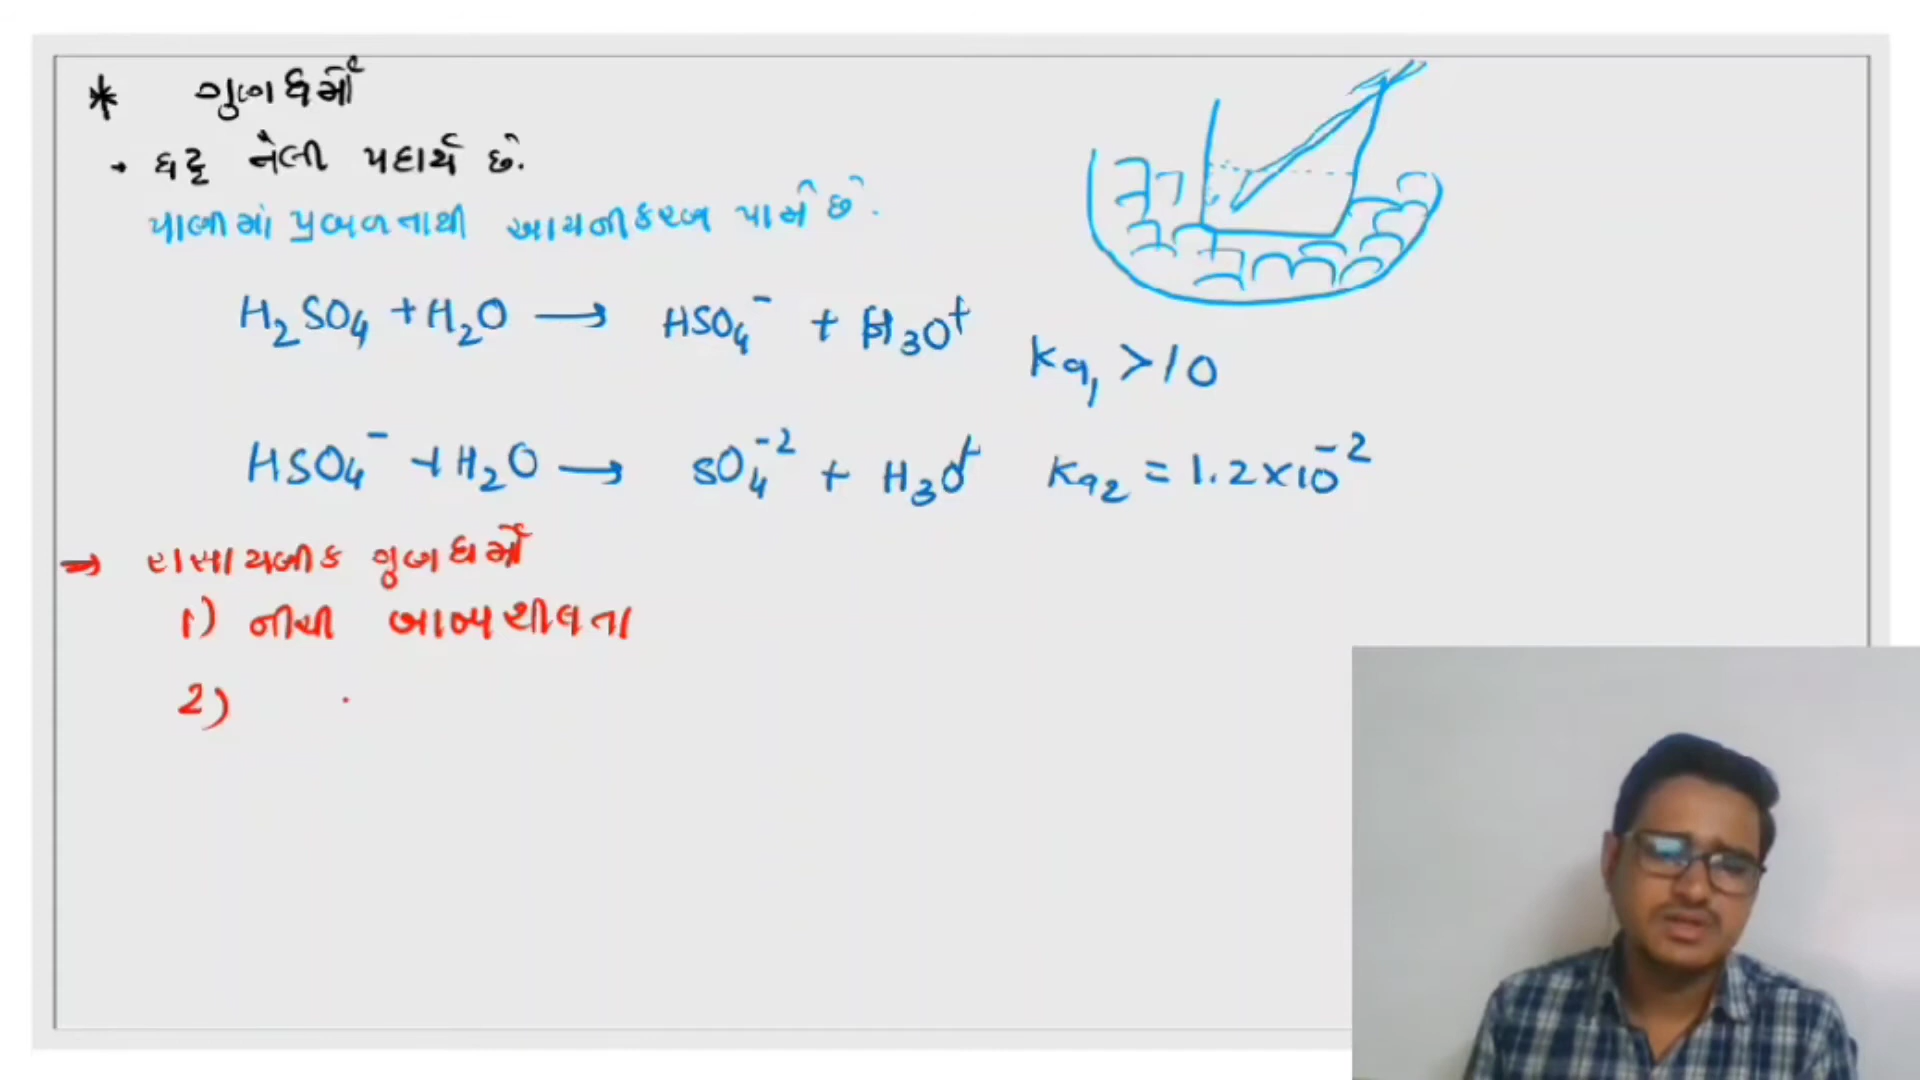 * ગુણધર્મો
→ ઘટ્ટ તૈલી પદાર્થ છે.
પાણીમાં પ્રબળતાથી આયનીકરણ પામે છે.
H₂SO₄ + H₂O → HSO₄⁻ + H₃O⁺
Ka₁ > 10
HSO₄⁻ + H₂O → SO₄⁻² + H₃O⁺ Ka₂ = 1.2×10⁻²
→ રાસાયણીક ગુણધર્મો
1) નીચી બાષ્પશીલતા
2)